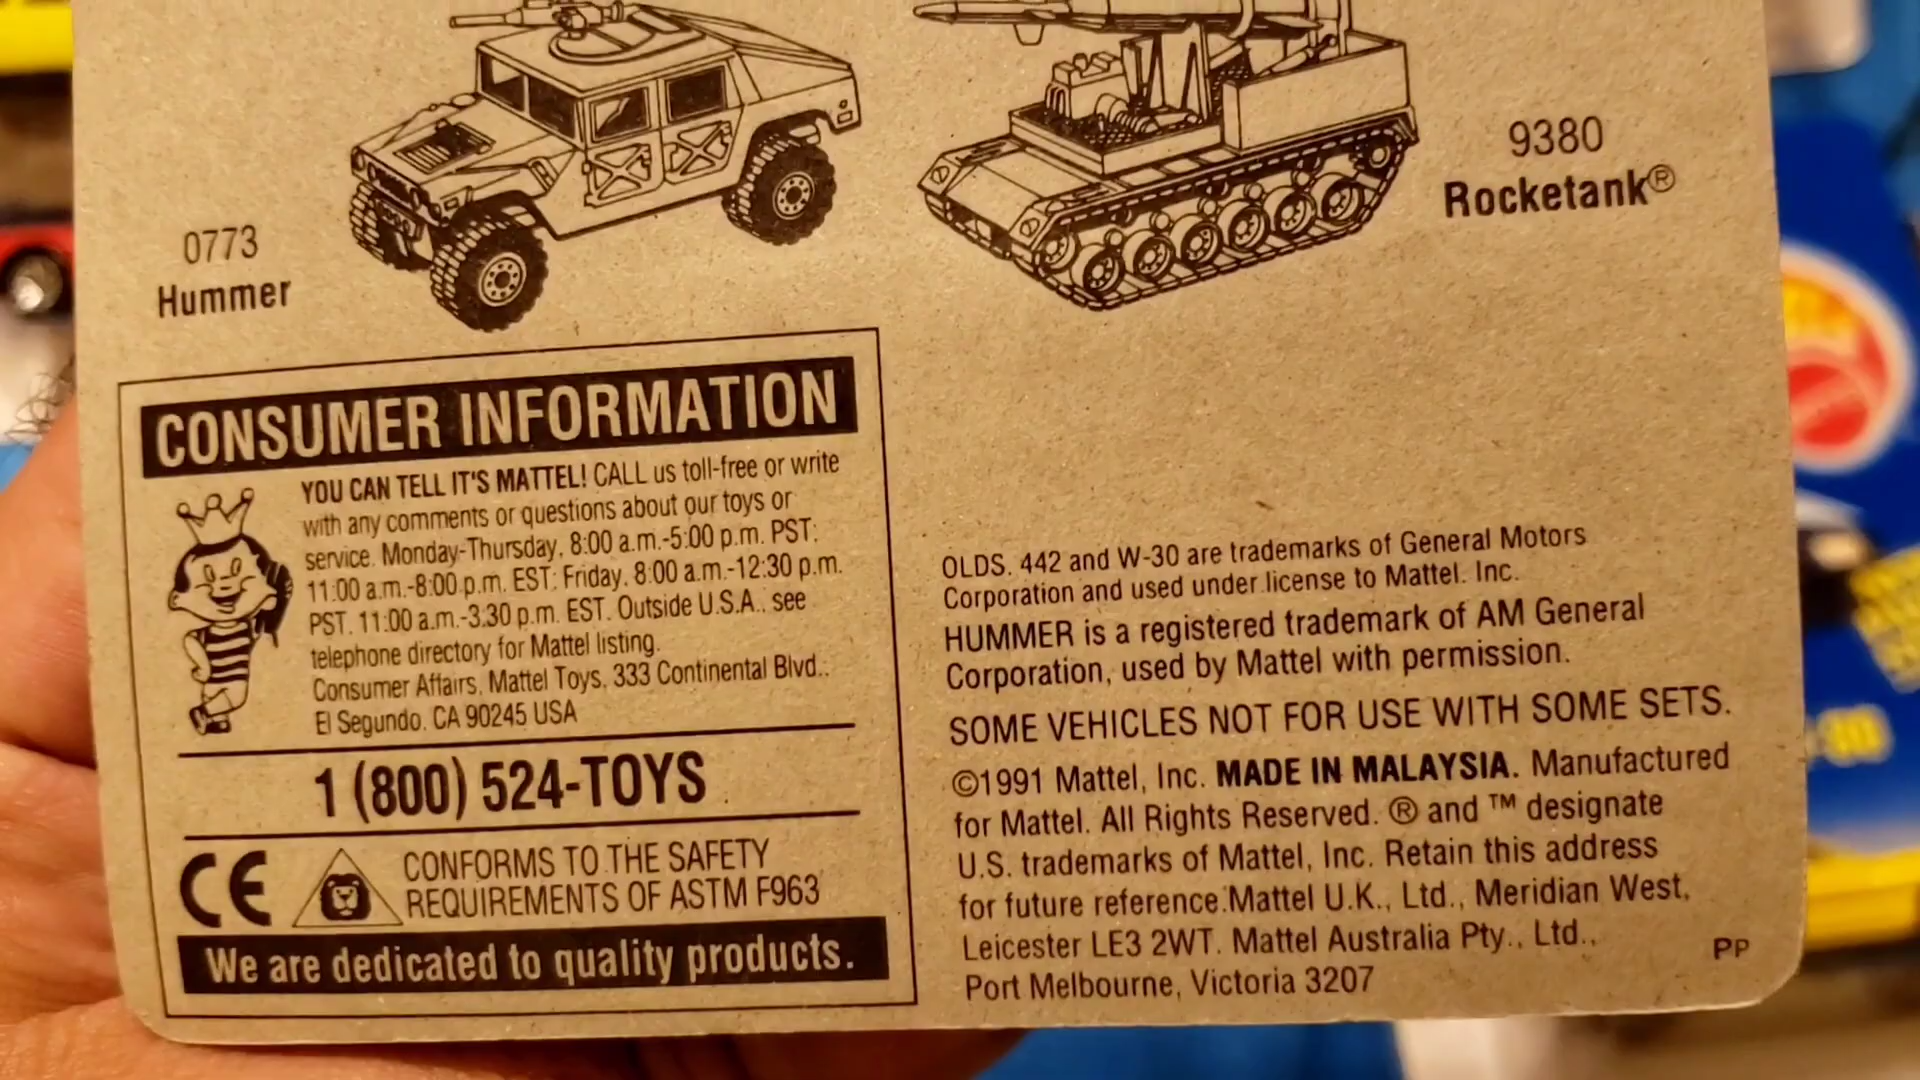 0773
Hummer
9380
Rocketank®
CONSUMER INFORMATION
YOU CAN TELL IT'S MATTEL! CALL us toll-free or write
with any comments or questions about our toys or
service. Monday-Thursday, 8:00 a.m.-5:00 p.m. PST;
11:00 a.m.-8:00 p.m. EST; Friday, 8:00 a.m.-12:30 p.m.
PST, 11:00 a.m.-3:30 p.m. EST. Outside U.S.A., see
telephone directory for Mattel listing.
Consumer Affairs, Mattel Toys, 333 Continental Blvd.,
El Segundo, CA 90245 USA
1 (800) 524-TOYS
CE
CONFORMS TO THE SAFETY
REQUIREMENTS OF ASTM F963
We are dedicated to quality products.
OLDS, 442 and W-30 are trademarks of General Motors
Corporation and used under license to Mattel, Inc.
HUMMER is a registered trademark of AM General
Corporation, used by Mattel with permission.
SOME VEHICLES NOT FOR USE WITH SOME SETS.
©1991 Mattel, Inc. MADE IN MALAYSIA. Manufactured
for Mattel. All Rights Reserved. ® and ™ designate
U.S. trademarks of Mattel, Inc. Retain this address
for future reference.Mattel U.K., Ltd., Meridian West,
Leicester LE3 2WT. Mattel Australia Pty., Ltd.,
Port Melbourne, Victoria 3207
PP